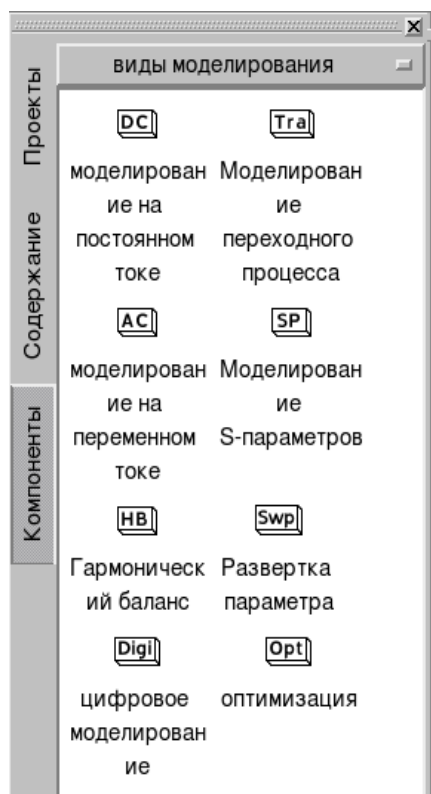 виды моделирования
Проекты
Содержание
Компоненты
DC
моделирован
ие на
постоянном
токе
Tra
Моделирован
ие
переходного
процесса
AC
моделирован
ие на
переменном
токе
SP
Моделирован
ие
S-параметров
HB
Гармоническ
ий баланс
Swp
Развертка
параметра
Digi
цифровое
моделирован
ие
Opt
оптимизация